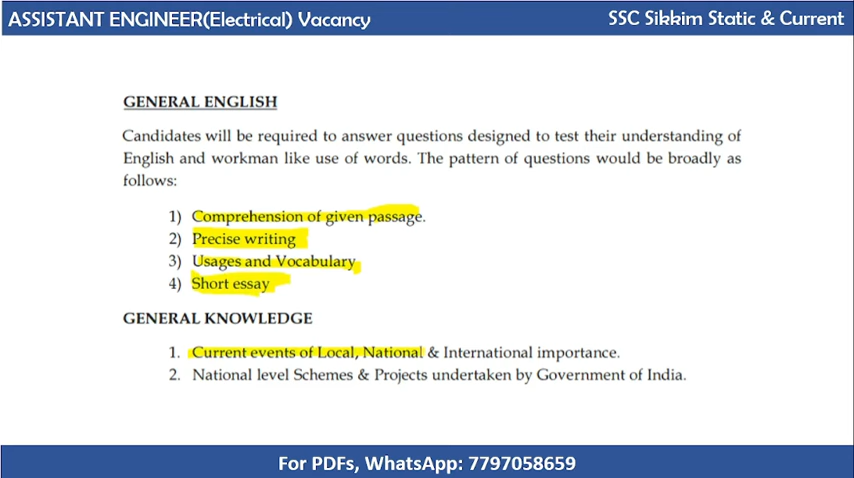 ASSISTANT ENGINEER(Electrical) Vacancy
SSC Sikkim Static & Current
GENERAL ENGLISH
Candidates will be required to answer questions designed to test their understanding of
English and workman like use of words. The pattern of questions would be broadly as
follows:
1) Comprehension of given passage.
2) Precise writing
3) Usages and Vocabulary
4) Short essay
GENERAL KNOWLEDGE
1. Current events of Local, National & International importance.
2. National level Schemes & Projects undertaken by Government of India.
For PDFs, WhatsApp: 7797058659